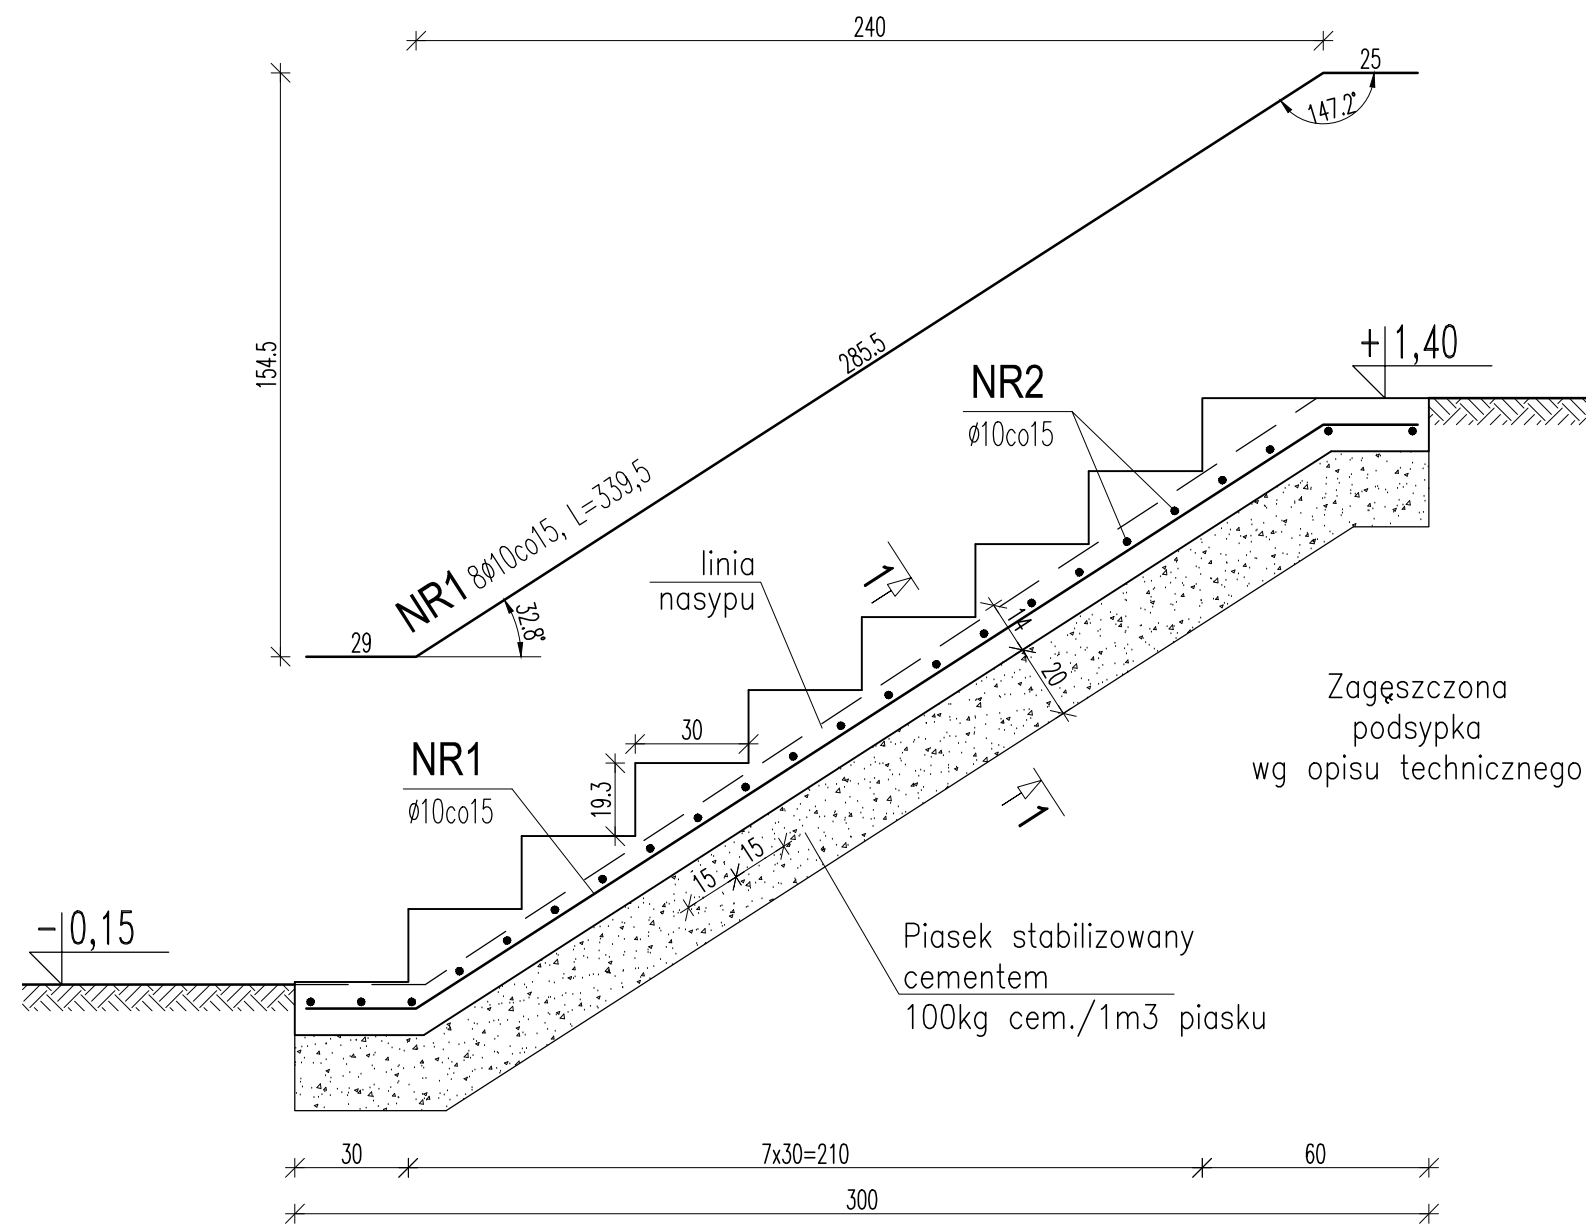 240
25
147.2°
154.5
285.5
NR1 8ø10co15, L=339,5
32.8°
29
+1,40
NR2
ø10co15
linia
nasypu
1
14
20
Zagęszczona
podsypka
wg opisu technicznego
30
19.3
NR1
ø10co15
1
15
15
-0,15
Piasek stabilizowany
cementem
100kg cem./1m3 piasku
30
7x30=210
60
300